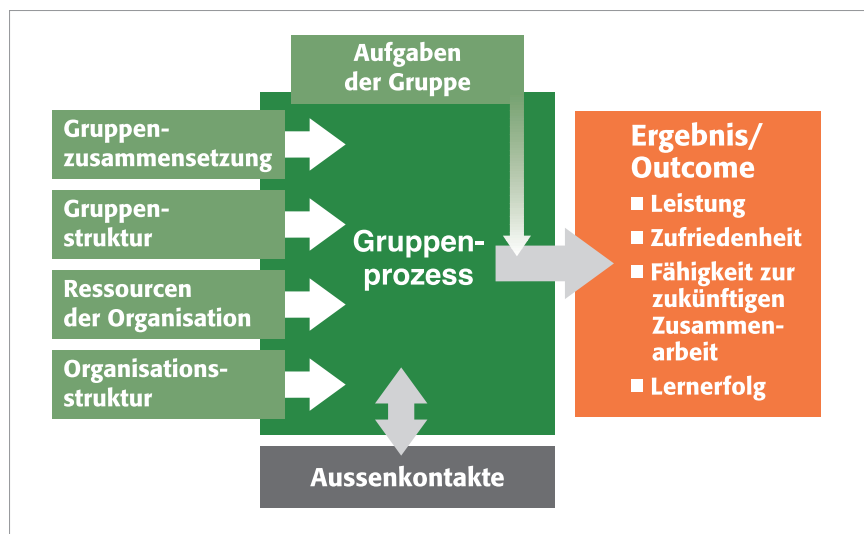 Aufgaben
der Gruppe
Gruppen-
zusammensetzung
Gruppen-
struktur
Ressourcen
der Organisation
Organisations-
struktur
Gruppen-
prozess
Aussenkontakte
Ergebnis/
Outcome
Leistung
Zufriedenheit
Fähigkeit zur
zukünftigen
Zusammen-
arbeit
Lernerfolg